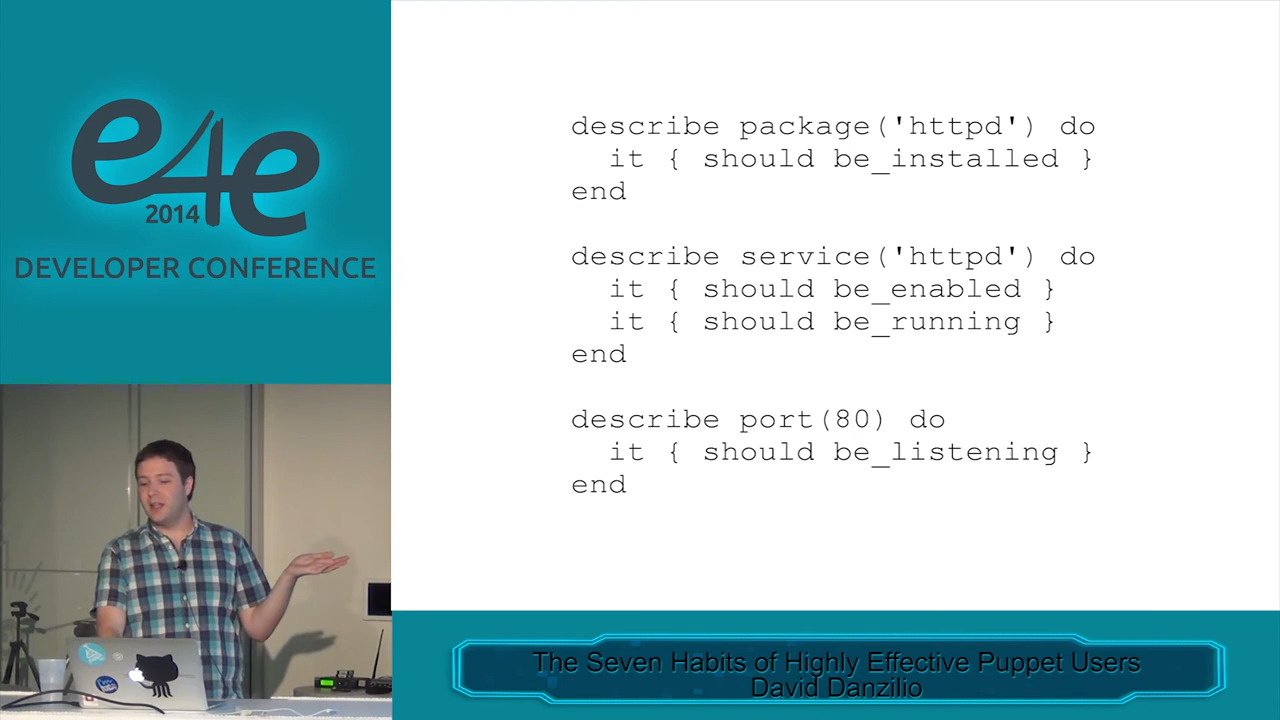 e4e
2014
DEVELOPER CONFERENCE
describe package('httpd') do
  it { should be_installed }
end
describe service('httpd') do
  it { should be_enabled }
  it { should be_running }
end
describe port(80) do
  it { should be_listening }
end
The Seven Habits of Highly Effective Puppet Users
David Danzilio